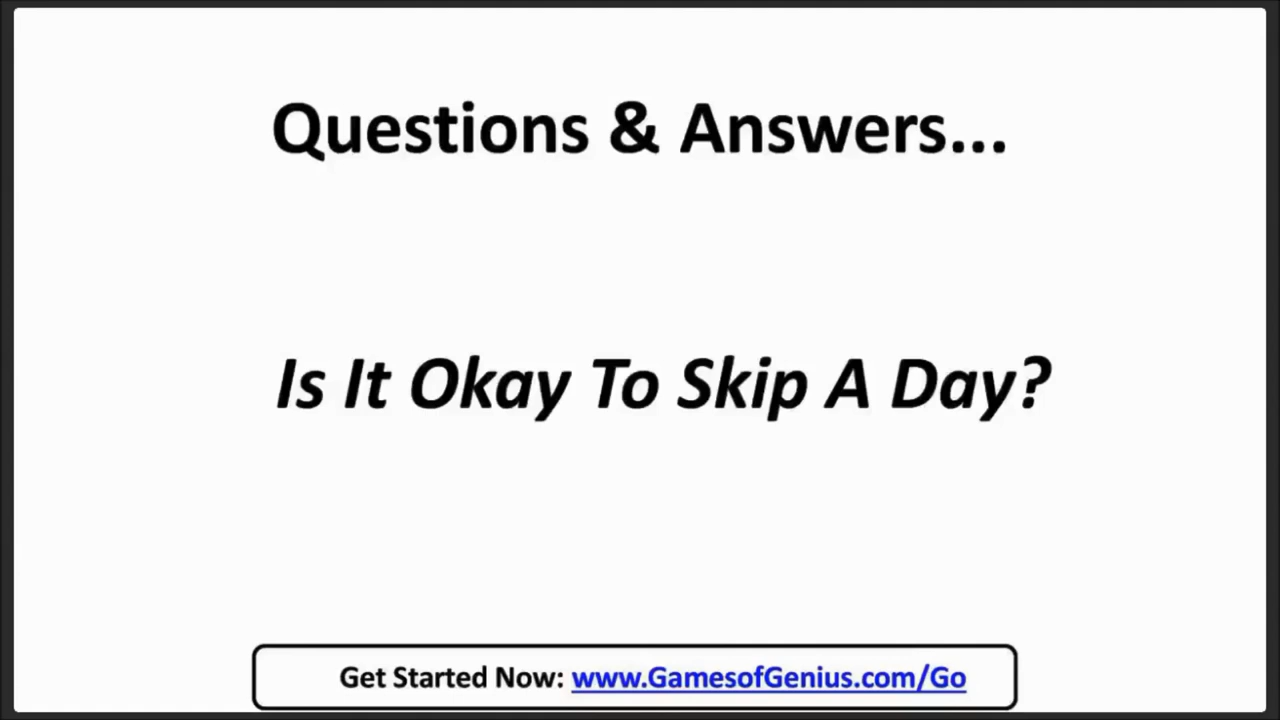 Questions & Answers...
Is It Okay To Skip A Day?
Get Started Now: www.GamesofGenius.com/Go